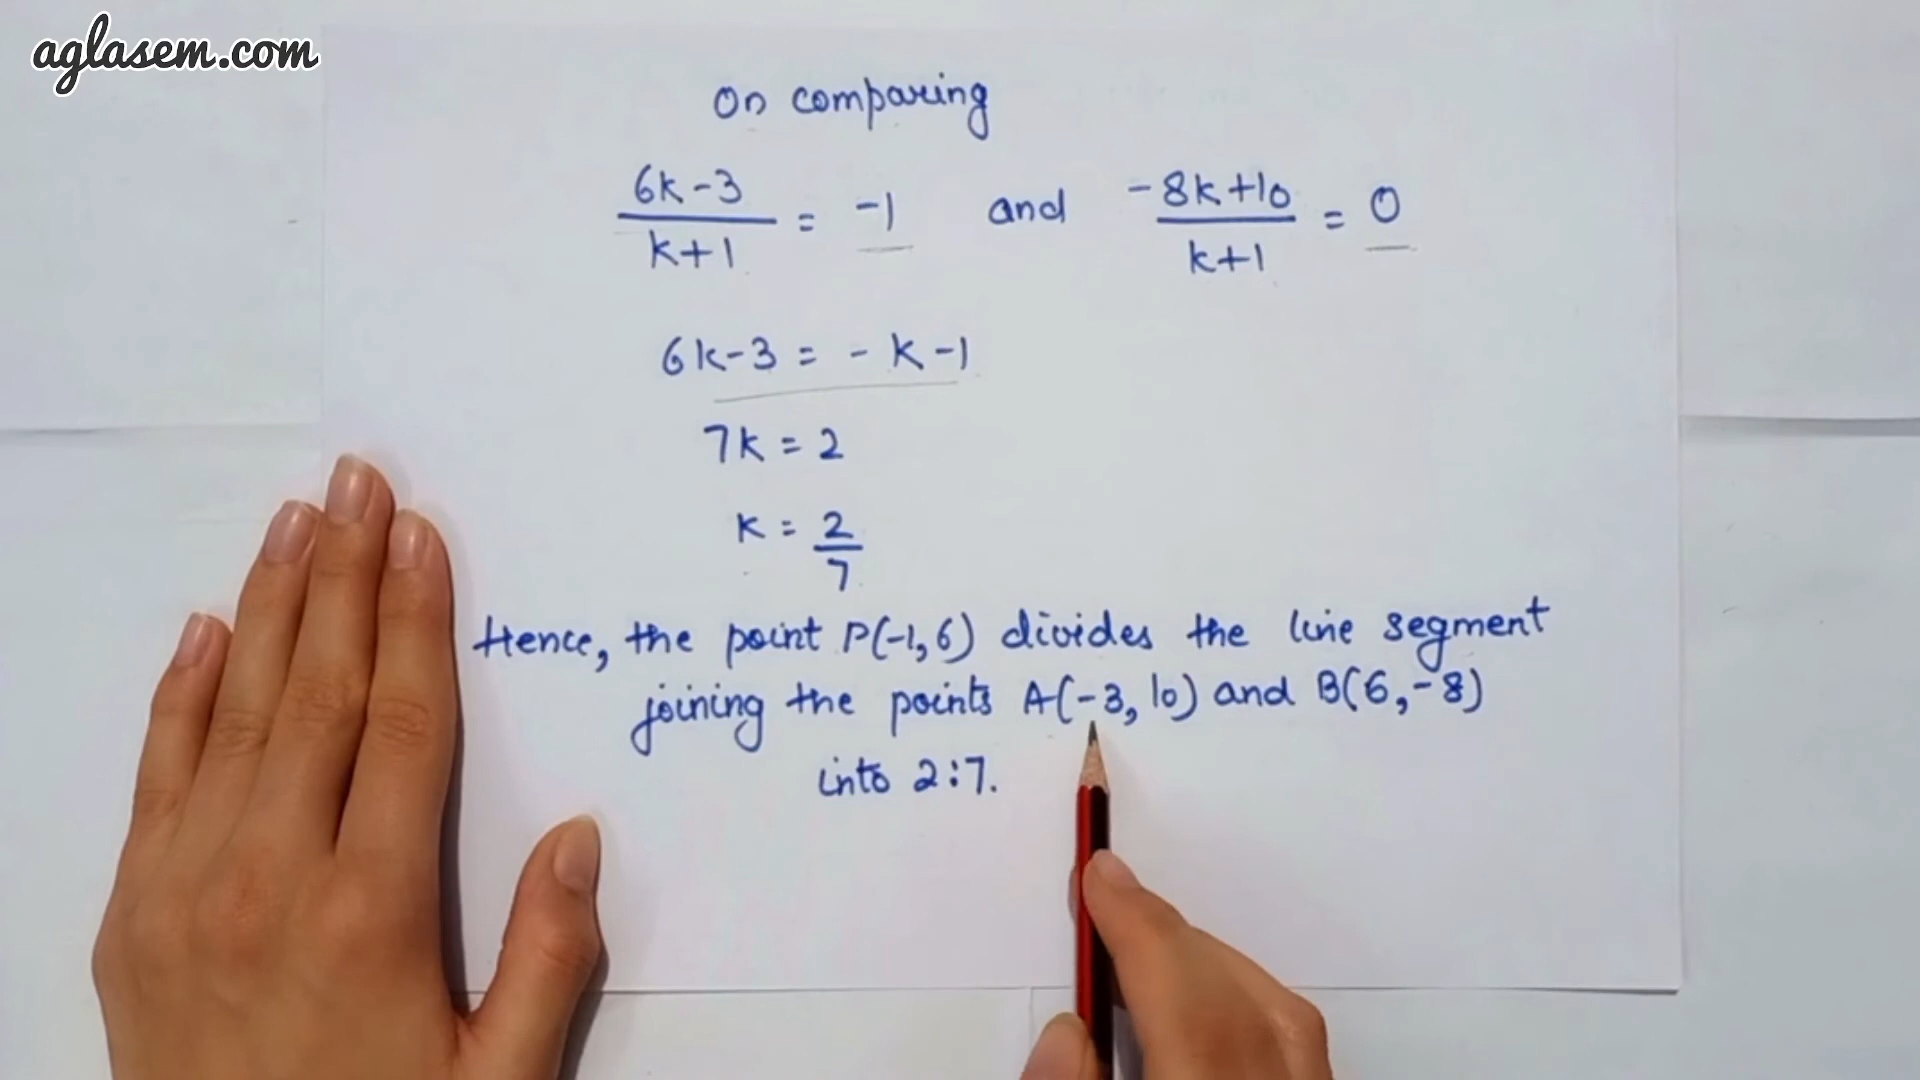 aglasem.com
On comparing
6k-3/k+1 = -1 and -8k+10/k+1 = 0
6k-3 = -k-1
7k = 2
k = 2/7
Hence, the point P(-1,6) divides the line segment
joining the points A(-3,10) and B(6,-8)
into 2:7.